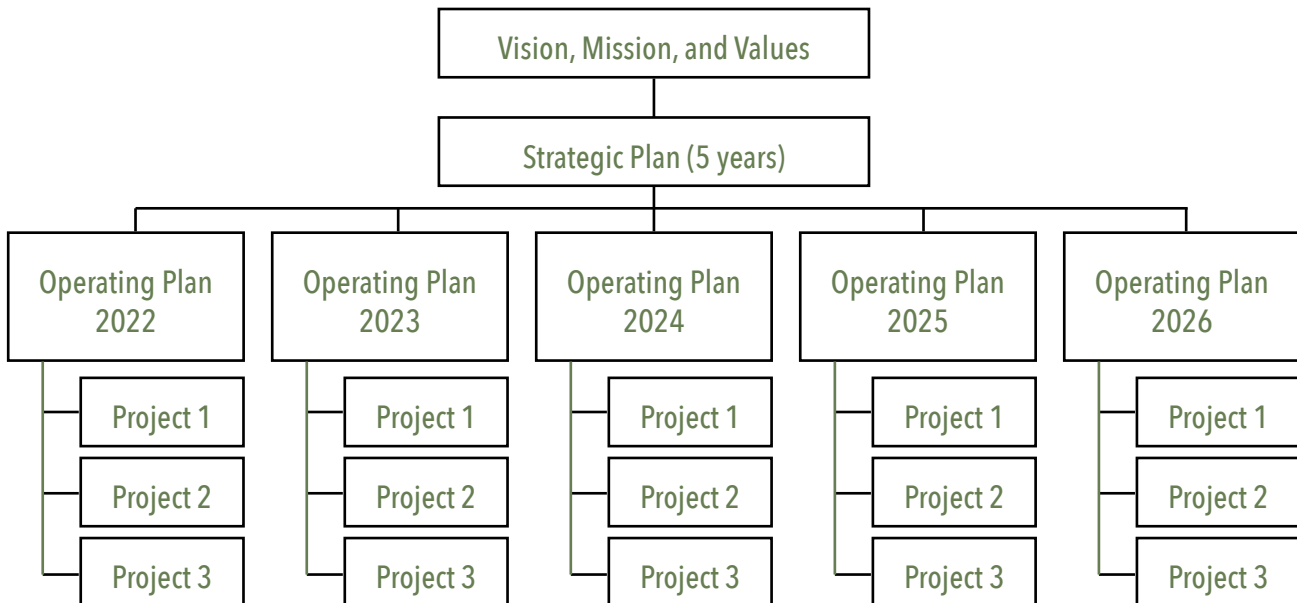 Vision, Mission, and Values
Strategic Plan (5 years)
Operating Plan
2022
Project 1
Project 2
Project 3
Operating Plan
2023
Project 1
Project 2
Project 3
Operating Plan
2024
Project 1
Project 2
Project 3
Operating Plan
2025
Project 1
Project 2
Project 3
Operating Plan
2026
Project 1
Project 2
Project 3